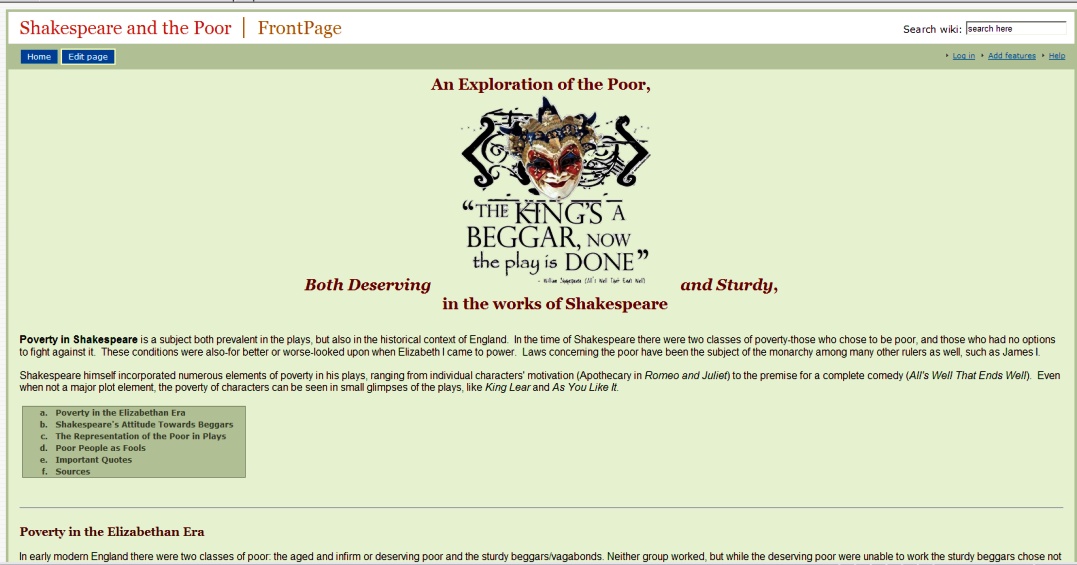 Shakespeare and the Poor | FrontPage
Search wiki: search here
Home Edit page
Log in Add features Help
An Exploration of the Poor,
“THE KING'S A
BEGGAR, NOW
the play is DONE”
- William Shakespeare (All's Well That Ends Well)
Both Deserving and Sturdy,
in the works of Shakespeare
Poverty in Shakespeare is a subject both prevalent in the plays, but also in the historical context of England. In the time of Shakespeare there were two classes of poverty-those who chose to be poor, and those who had no options
to fight against it. These conditions were also-for better or worse-looked upon when Elizabeth I came to power. Laws concerning the poor have been the subject of the monarchy among many other rulers as well, such as James I.
Shakespeare himself incorporated numerous elements of poverty in his plays, ranging from individual characters' motivation (Apothecary in Romeo and Juliet) to the premise for a complete comedy (All's Well That Ends Well). Even
when not a major plot element, the poverty of characters can be seen in small glimpses of the plays, like King Lear and As You Like It.
a. Poverty in the Elizabethan Era
b. Shakespeare's Attitude Towards Beggars
c. The Representation of the Poor in Plays
d. Poor People as Fools
e. Important Quotes
f. Sources
Poverty in the Elizabethan Era
In early modern England there were two classes of poor: the aged and infirm or deserving poor and the sturdy beggars/vagabonds. Neither group worked, but while the deserving poor were unable to work the sturdy beggars chose not